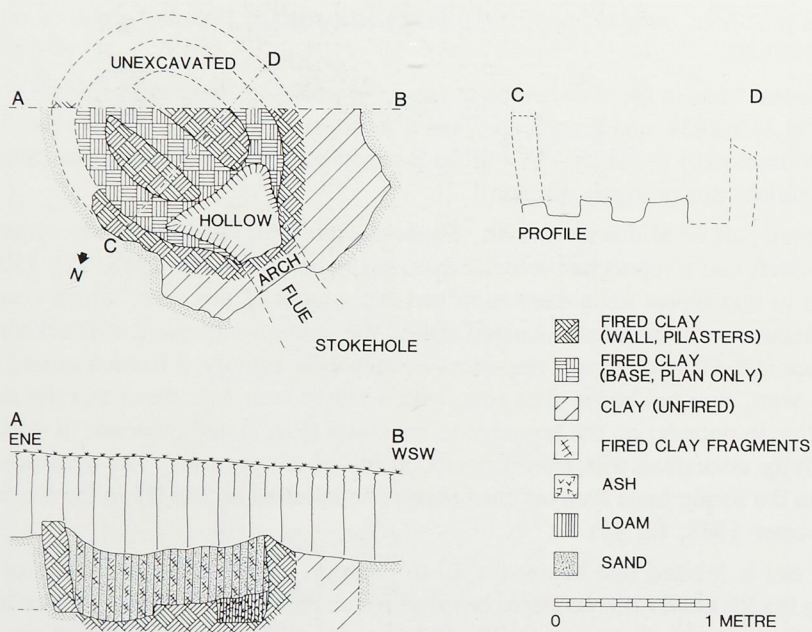 UNEXCAVATED
D
A
B
HOLLOW
C
N
ARCH
FLUE
STOKEHOLE
C
D
PROFILE
FIRED CLAY
(WALL, PILASTERS)
FIRED CLAY
(BASE, PLAN ONLY)
CLAY (UNFIRED)
FIRED CLAY FRAGMENTS
ASH
LOAM
SAND
0 1 METRE
A
ENE
B
WSW